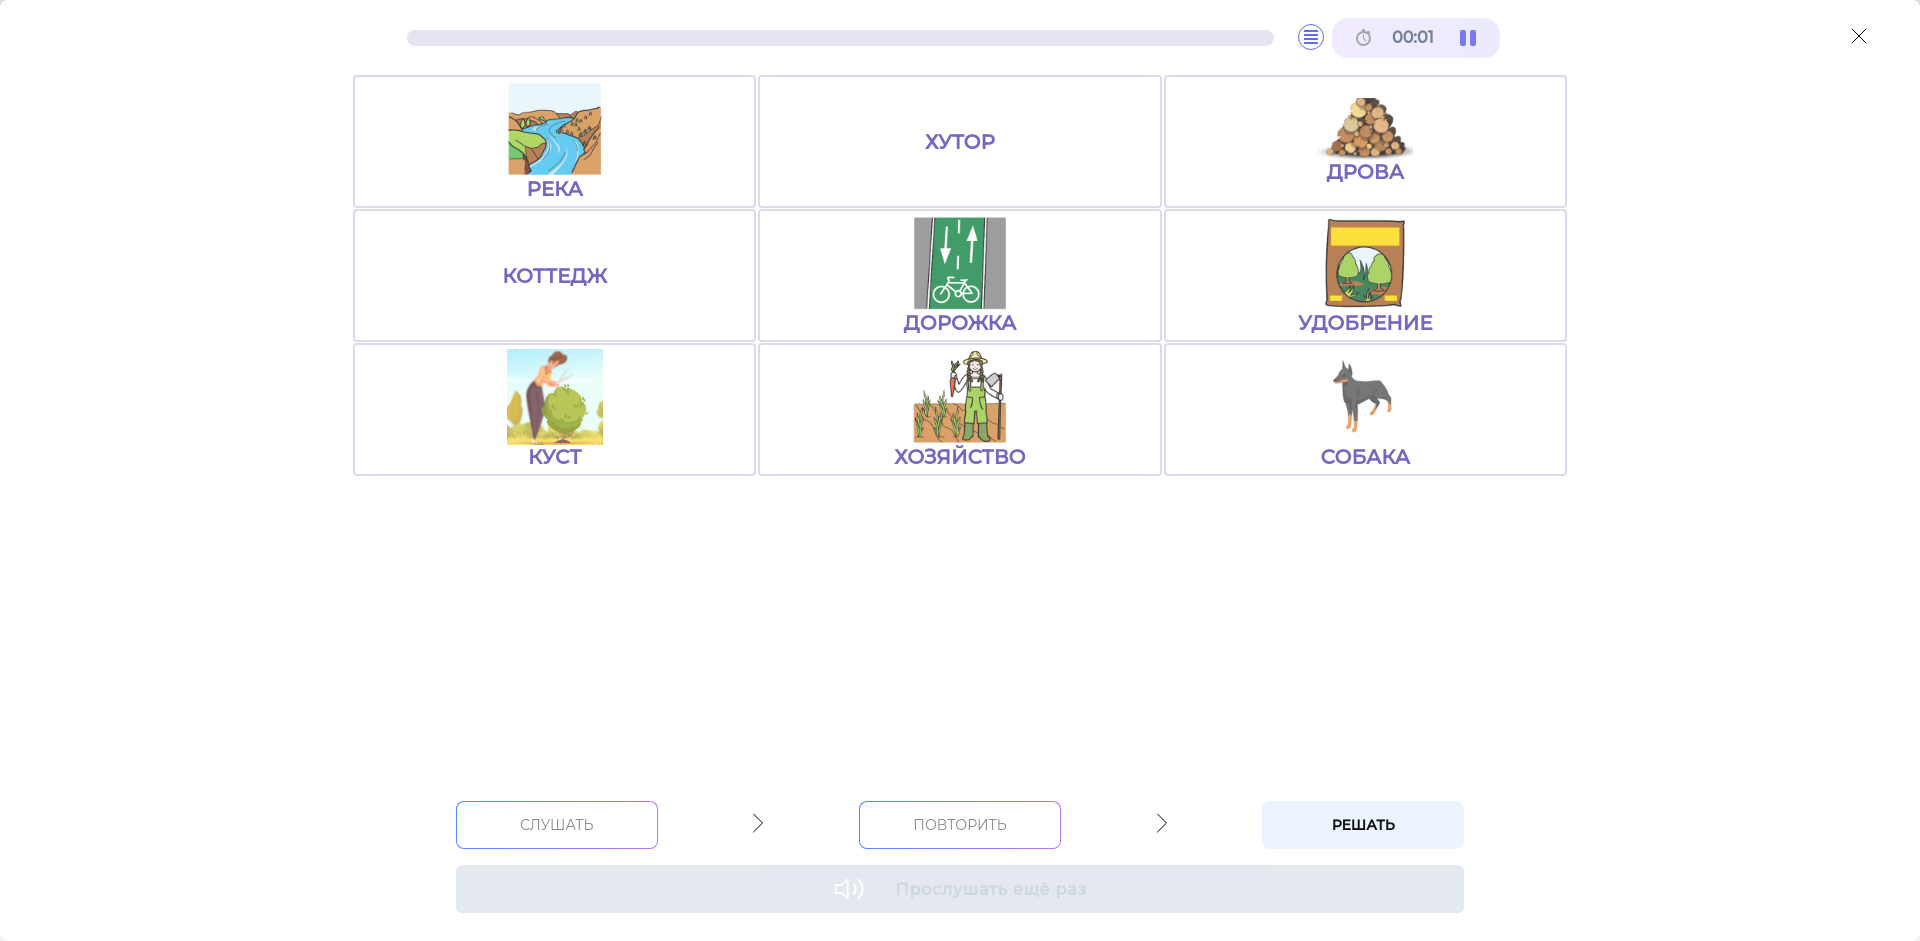 00:01
РЕКА
ХУТОР
ДРОВА
КОТТЕДЖ
ДОРОЖКА
УДОБРЕНИЕ
КУСТ
ХОЗЯЙСТВО
СОБАКА
СЛУШАТЬ
ПОВТОРИТЬ
РЕШАТЬ
Прослушать ещё раз